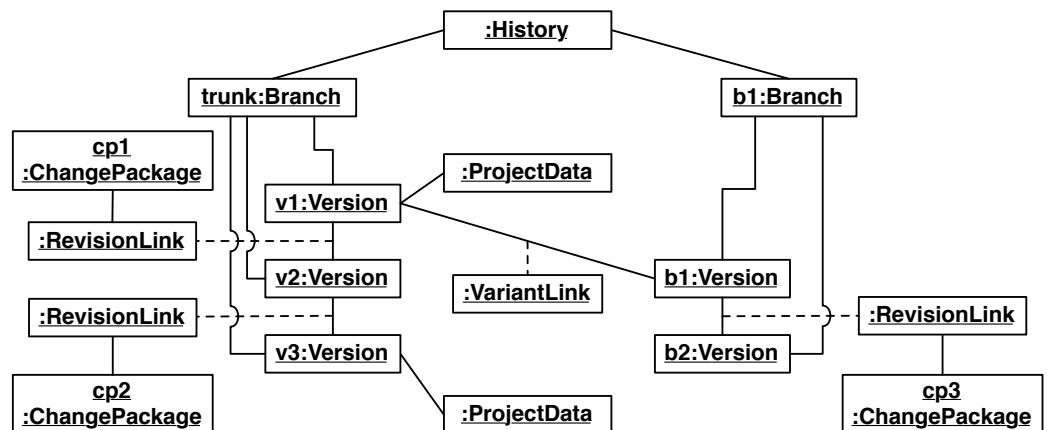 :History
trunk:Branch
b1:Branch
cp1
:ChangePackage
:ProjectData
v1:Version
:RevisionLink
v2:Version
:VariantLink
b1:Version
:RevisionLink
:RevisionLink
v3:Version
b2:Version
cp2
:ChangePackage
:ProjectData
cp3
:ChangePackage